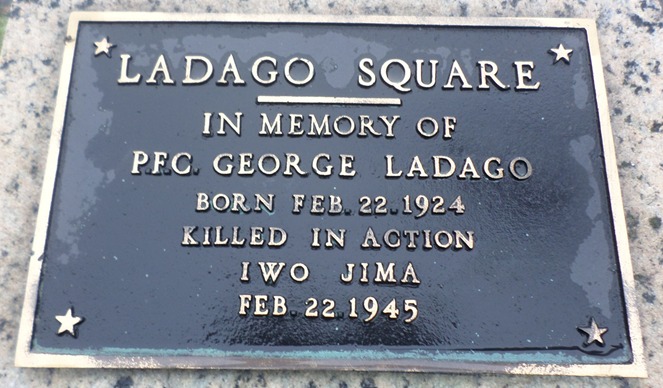 LADAGO SQUARE
IN MEMORY OF
P.F.C. GEORGE LADAGO
BORN FEB. 22. 1924
KILLED IN ACTION
IWO JIMA
FEB. 22 1945